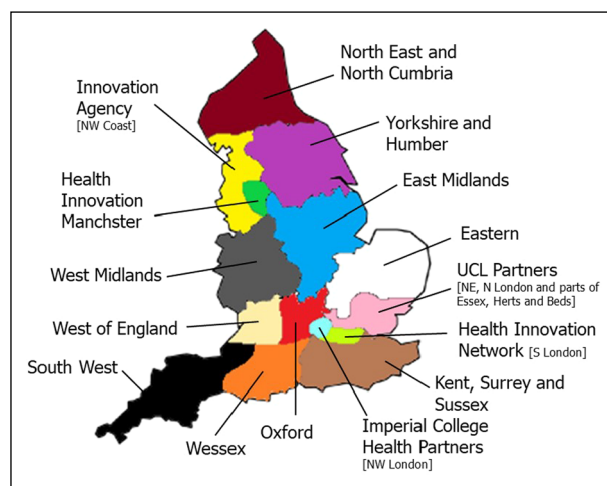 North East and
North Cumbria
Innovation
Agency
[NW Coast]
Yorkshire and
Humber
Health
Innovation
Manchster
East Midlands
Eastern
West Midlands
UCL Partners
[NE, N London and parts of
Essex, Herts and Beds]
West of England
Health Innovation
Network [S London]
South West
Kent, Surrey and
Sussex
Wessex
Oxford
Imperial College
Health Partners
[NW London]